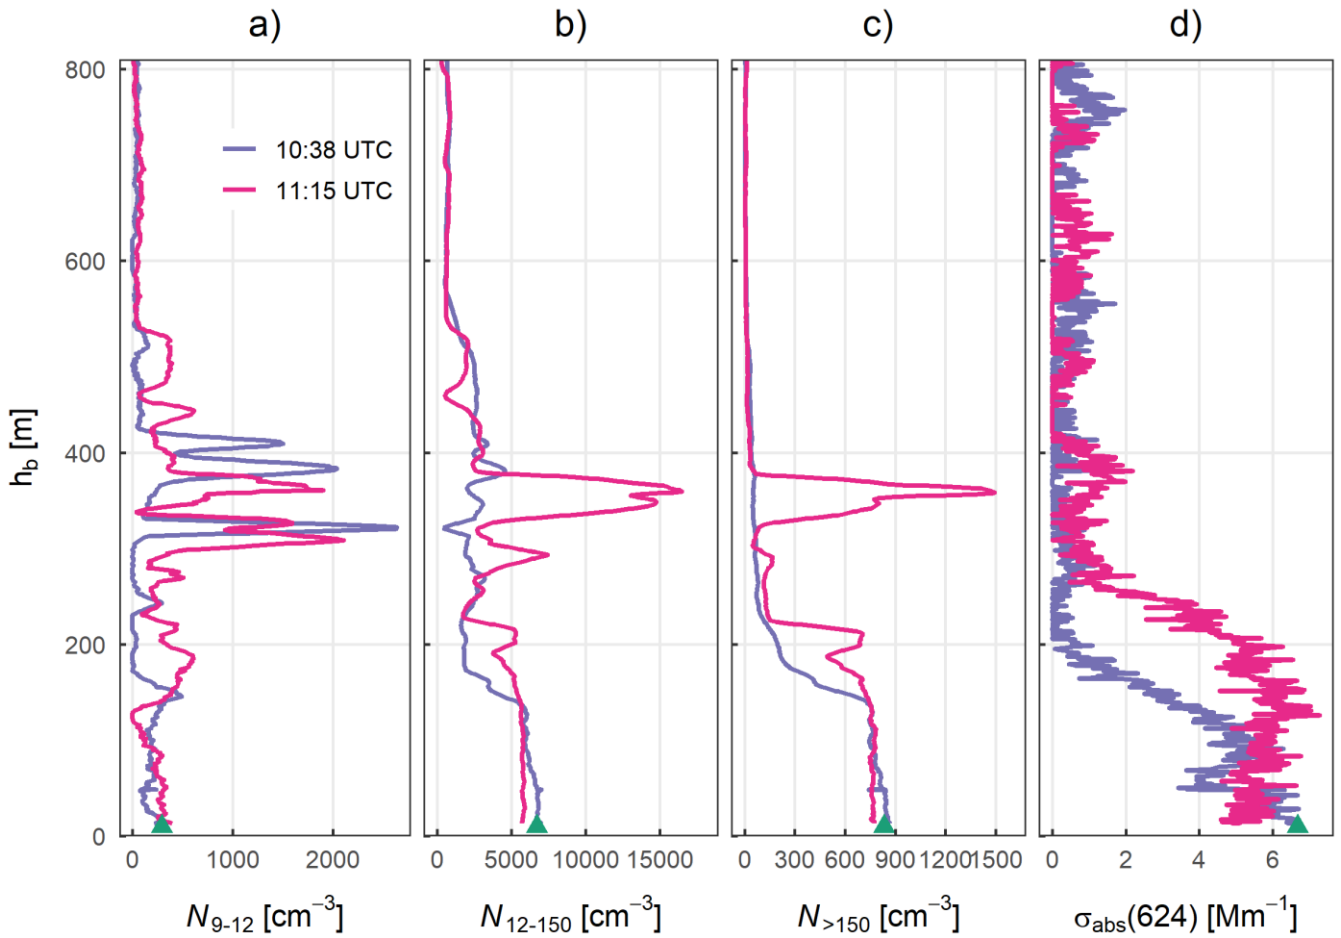 a) b) c) d)
800
600
400
200
0
h_b [m]
10:38 UTC
11:15 UTC
0 1000 2000
0 5000 10000 15000
0 300 600 900 1200 1500
0 2 4 6
N_9-12 [cm⁻³]
N_12-150 [cm⁻³]
N_>150 [cm⁻³]
σ_abs(624) [Mm⁻¹]